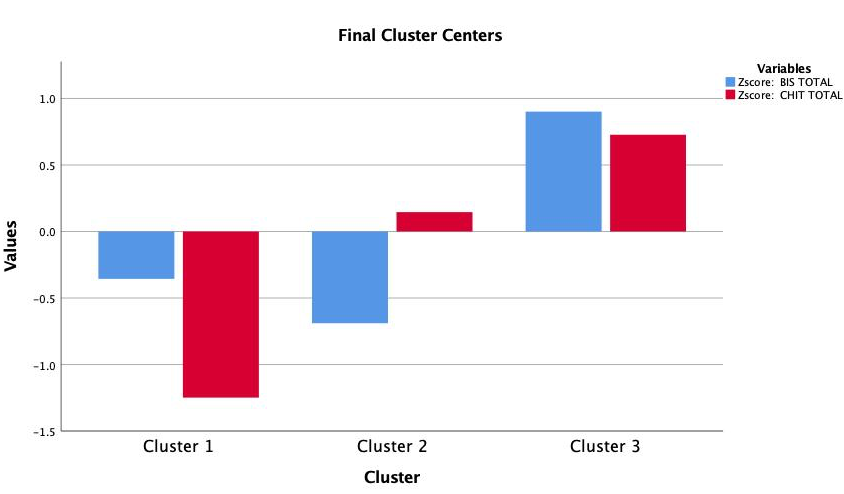 Final Cluster Centers
Variables
Zscore: BIS TOTAL
Zscore: CHIT TOTAL
1.0
0.5
0.0
−0.5
−1.0
−1.5
Values
Cluster 1
Cluster 2
Cluster 3
Cluster